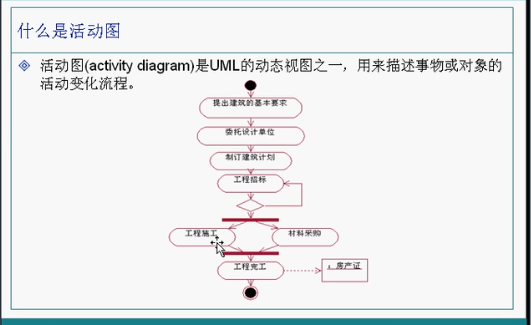 什么是活动图
活动图(activity diagram)是UML的动态视图之一，用来描述事物或对象的
活动变化流程。
提出建筑的基本要求
委托设计单位
制订建筑计划
工程招标
工程施工
材料采购
工程完工
：房产证